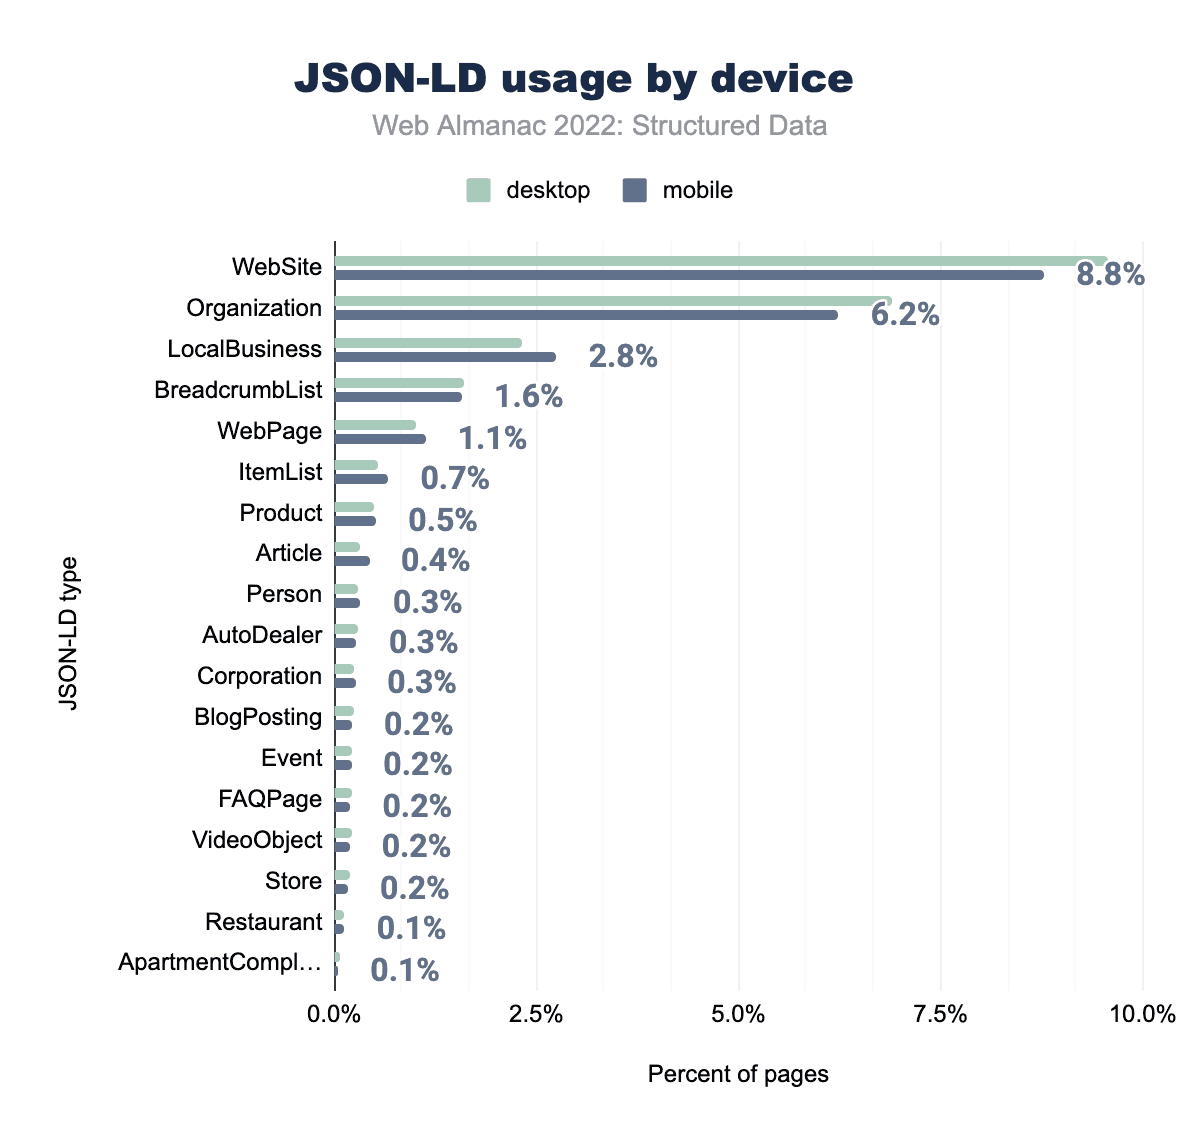 JSON-LD usage by device
Web Almanac 2022: Structured Data
desktop mobile
WebSite 8.8%
Organization 6.2%
LocalBusiness 2.8%
BreadcrumbList 1.6%
WebPage 1.1%
ItemList 0.7%
Product 0.5%
Article 0.4%
Person 0.3%
AutoDealer 0.3%
Corporation 0.3%
BlogPosting 0.2%
Event 0.2%
FAQPage 0.2%
VideoObject 0.2%
Store 0.2%
Restaurant 0.1%
ApartmentCompl… 0.1%
JSON-LD type
0.0% 2.5% 5.0% 7.5% 10.0%
Percent of pages